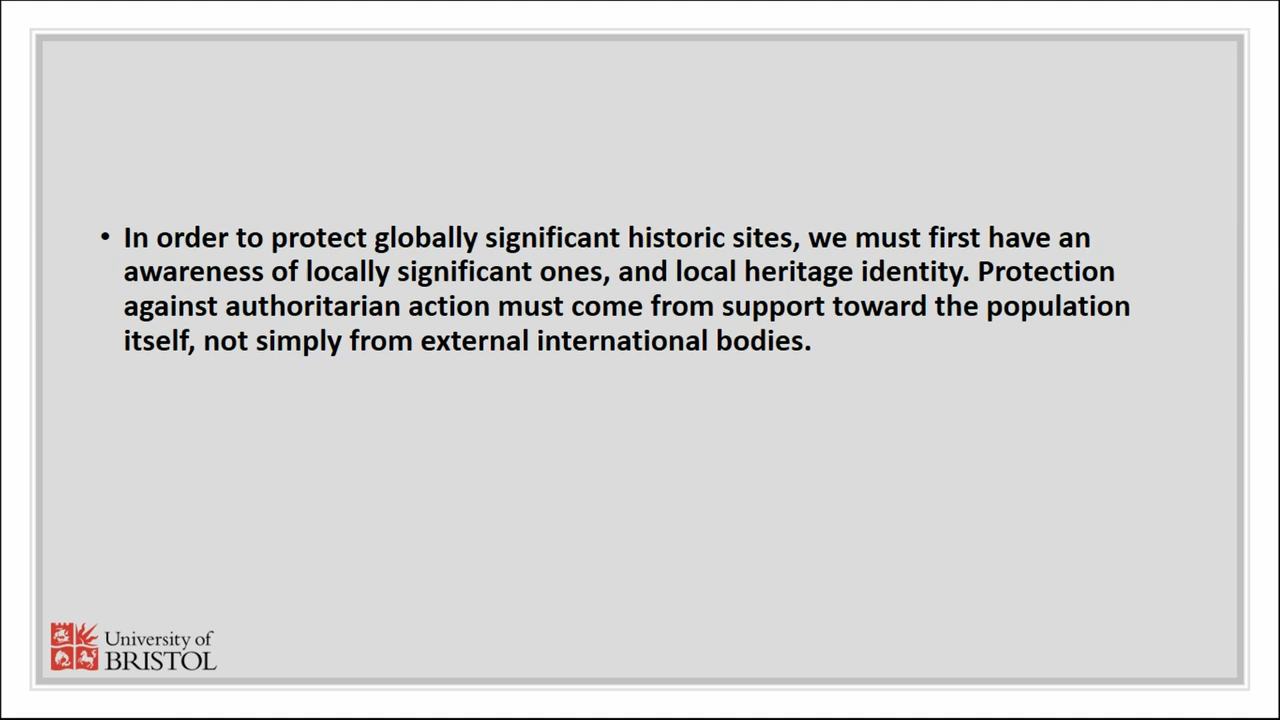 • In order to protect globally significant historic sites, we must first have an
awareness of locally significant ones, and local heritage identity. Protection
against authoritarian action must come from support toward the population
itself, not simply from external international bodies.
University of
BRISTOL